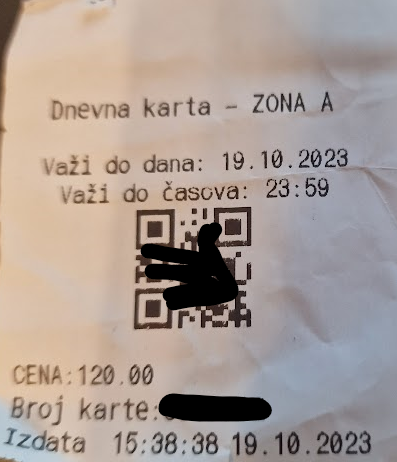 Dnevna karta - ZONA A
Važi do dana: 19.10.2023
Važi do časova: 23:59
CENA:120.00
Broj karte:
Izdata 15:38:38 19.10.2023